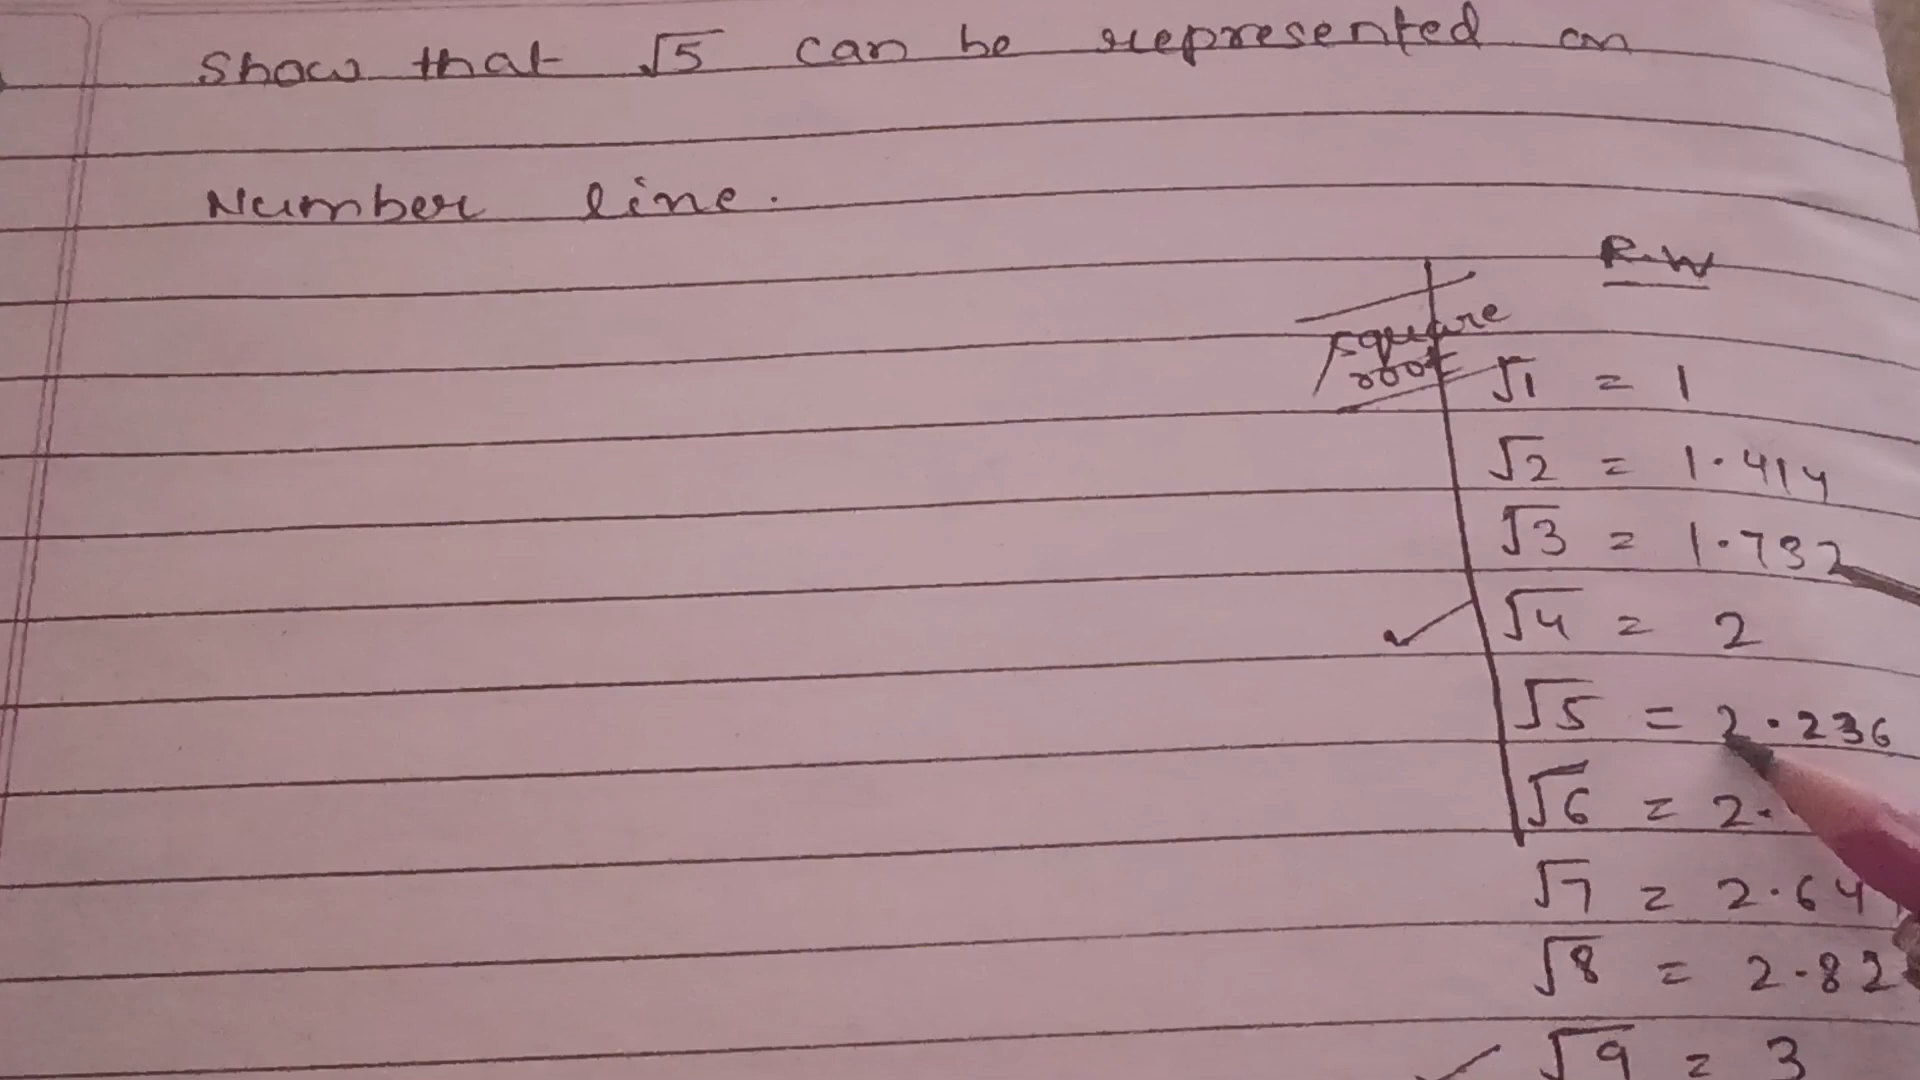 Show that √5 can be represented on
Number line.
R.W
square
root
√1 = 1
√2 = 1.414
√3 = 1.732
√4 = 2
√5 = 2.236
√6 = 2.
√7 = 2.64
√8 = 2.82
√9 = 3